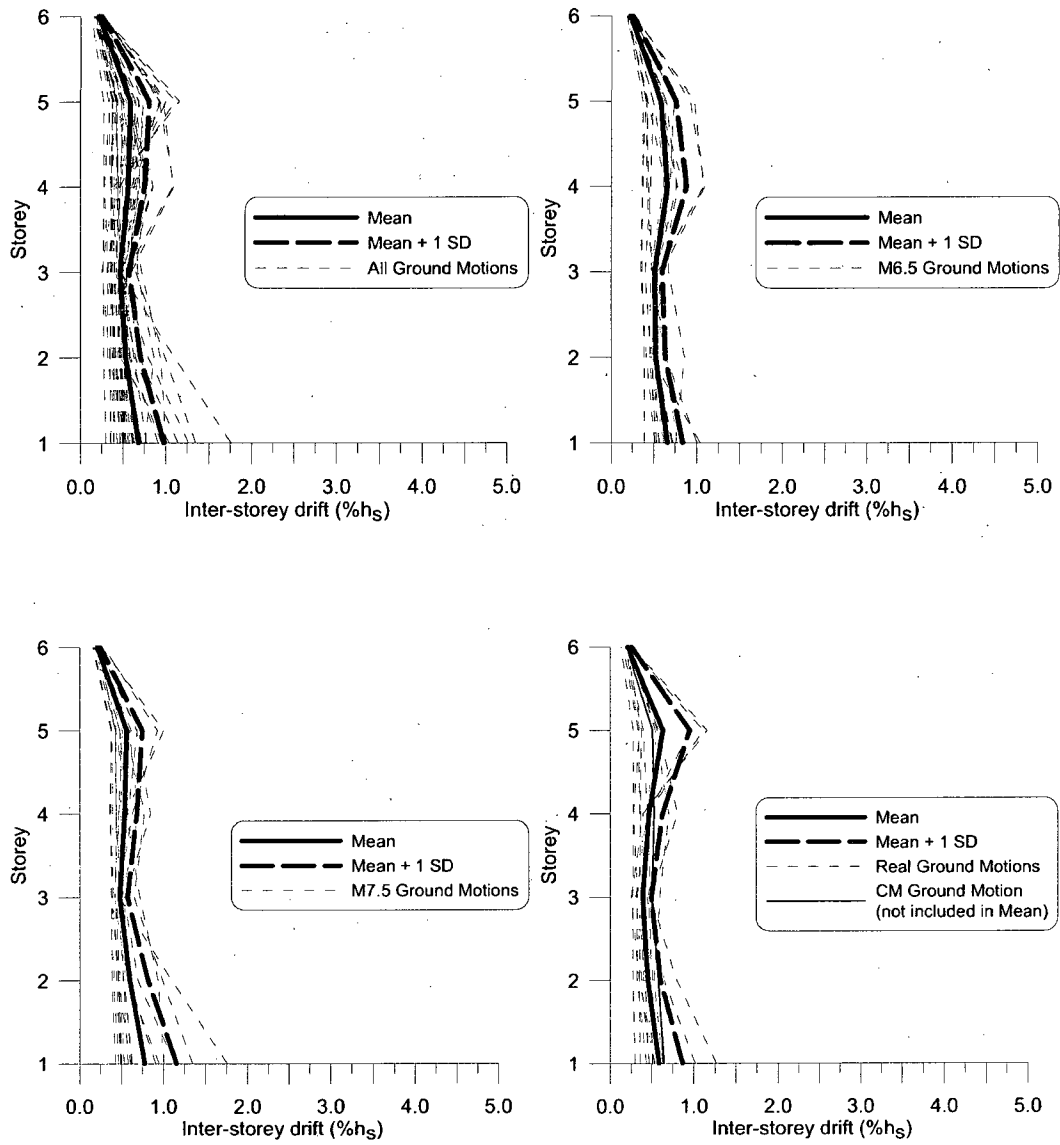 6
5
4
3
2
1
Storey
Mean
Mean + 1 SD
All Ground Motions
0.0 1.0 2.0 3.0 4.0 5.0
Inter-storey drift (%hS)
6
5
4
3
2
1
Storey
Mean
Mean + 1 SD
M6.5 Ground Motions
0.0 1.0 2.0 3.0 4.0 5.0
Inter-storey drift (%hS)
6
5
4
3
2
1
Storey
Mean
Mean + 1 SD
M7.5 Ground Motions
0.0 1.0 2.0 3.0 4.0 5.0
Inter-storey drift (%hS)
6
5
4
3
2
1
Storey
Mean
Mean + 1 SD
Real Ground Motions
CM Ground Motion
(not included in Mean)
0.0 1.0 2.0 3.0 4.0 5.0
Inter-storey drift (%hS)